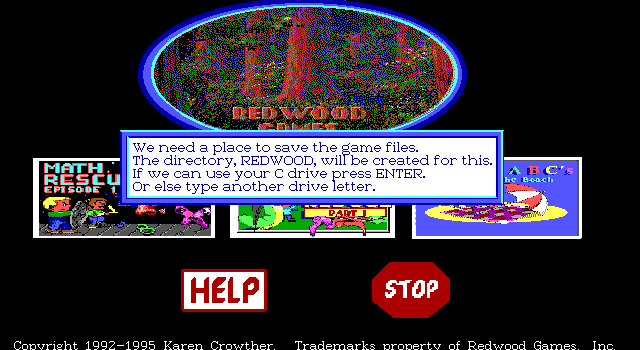 REDWOOD
GAMES
We need a place to save the game files.
The directory, REDWOOD, will be created for this.
If we can use your C drive press ENTER.
Or else type another drive letter.
MATH
RESCU
EPISODE 1
PART 1
ABC's
the Beach
HELP
STOP
Copyright 1992-1995 Karen Crowther. Trademarks property of Redwood Games, Inc.